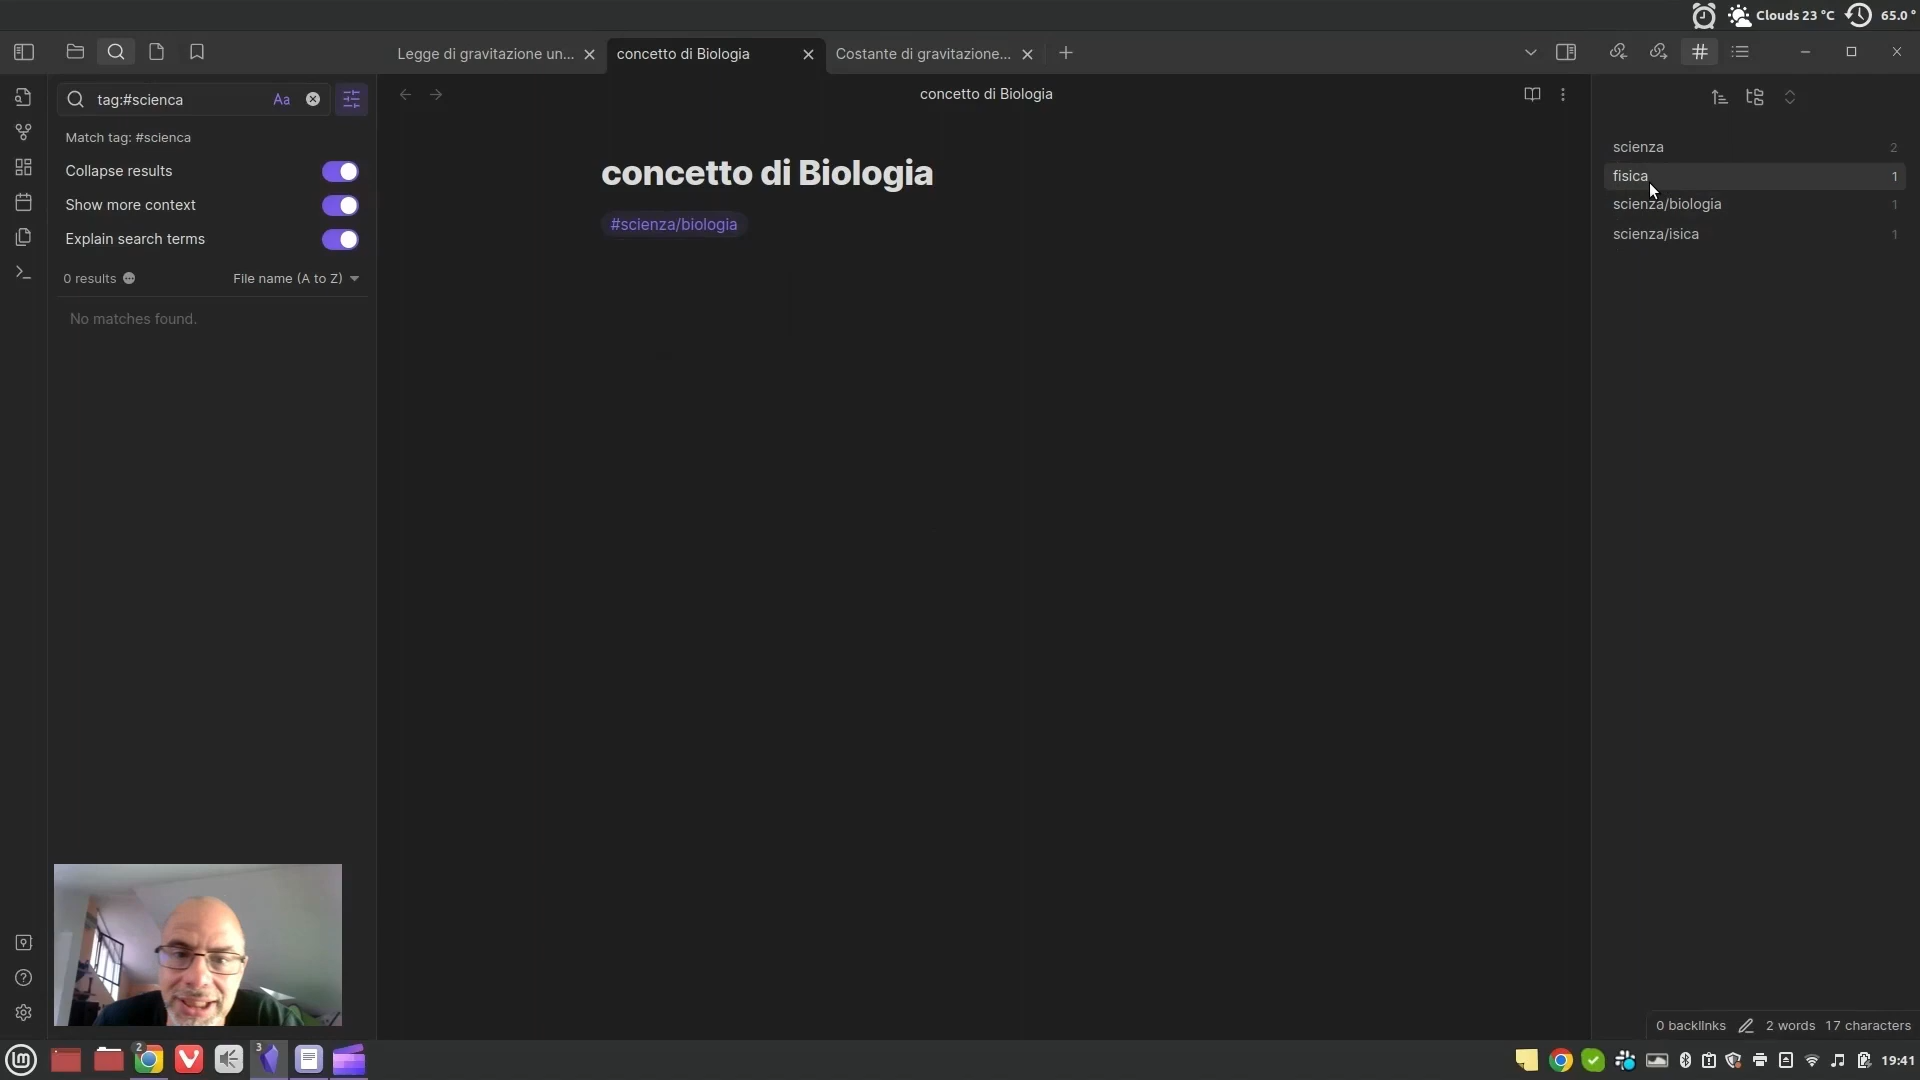 Clouds 23 °C 65.0 °
Legge di gravitazione un...
concetto di Biologia
Costante di gravitazione...
tag:#scienca
Aa
Match tag: #scienca
Collapse results
Show more context
Explain search terms
0 results
File name (A to Z)
No matches found.
concetto di Biologia
concetto di Biologia
#scienza/biologia
scienza 2
fisica 1
scienza/biologia 1
scienza/isica 1
0 backlinks 2 words 17 characters
2
3
19:41